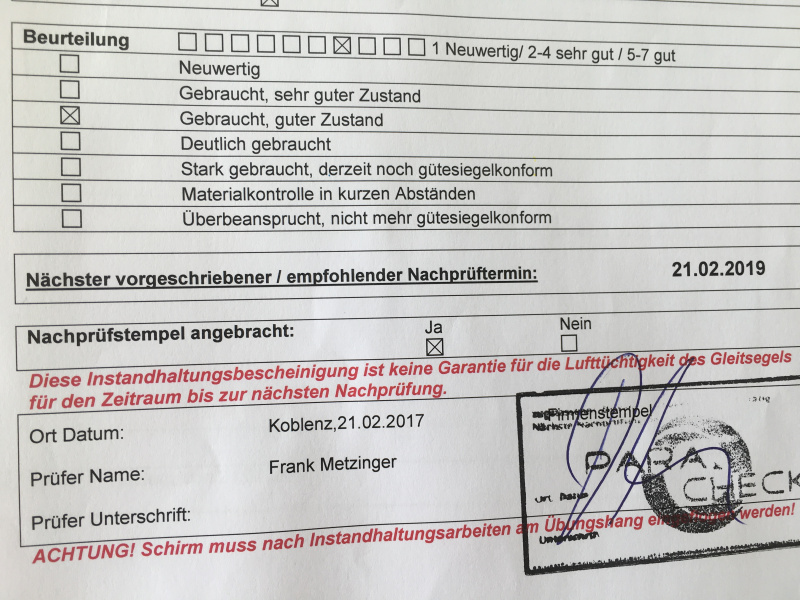 Beurteilung 1 Neuwertig/ 2-4 sehr gut / 5-7 gut
Neuwertig
Gebraucht, sehr guter Zustand
Gebraucht, guter Zustand
Deutlich gebraucht
Stark gebraucht, derzeit noch gütesiegelkonform
Materialkontrolle in kurzen Abständen
Überbeansprucht, nicht mehr gütesiegelkonform
Nächster vorgeschriebener / empfohlender Nachprüftermin: 21.02.2019
Nachprüfstempel angebracht: Ja Nein
Diese Instandhaltungsbescheinigung ist keine Garantie für die Lufttüchtigkeit des Gleitsegels
für den Zeitraum bis zur nächsten Nachprüfung.
Firmenstempel
Ort Datum: Koblenz,21.02.2017
Prüfer Name: Frank Metzinger
PARA
CHECK
Prüfer Unterschrift:
ACHTUNG! Schirm muss nach Instandhaltungsarbeiten am Übungshang eingeflogen werden!